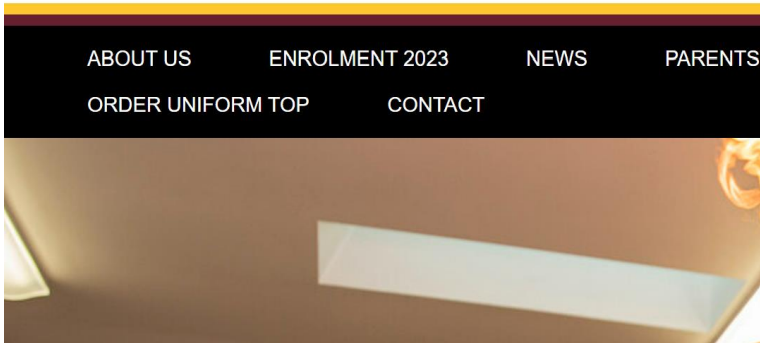 ABOUT US ENROLMENT 2023 NEWS PARENTS
ORDER UNIFORM TOP CONTACT